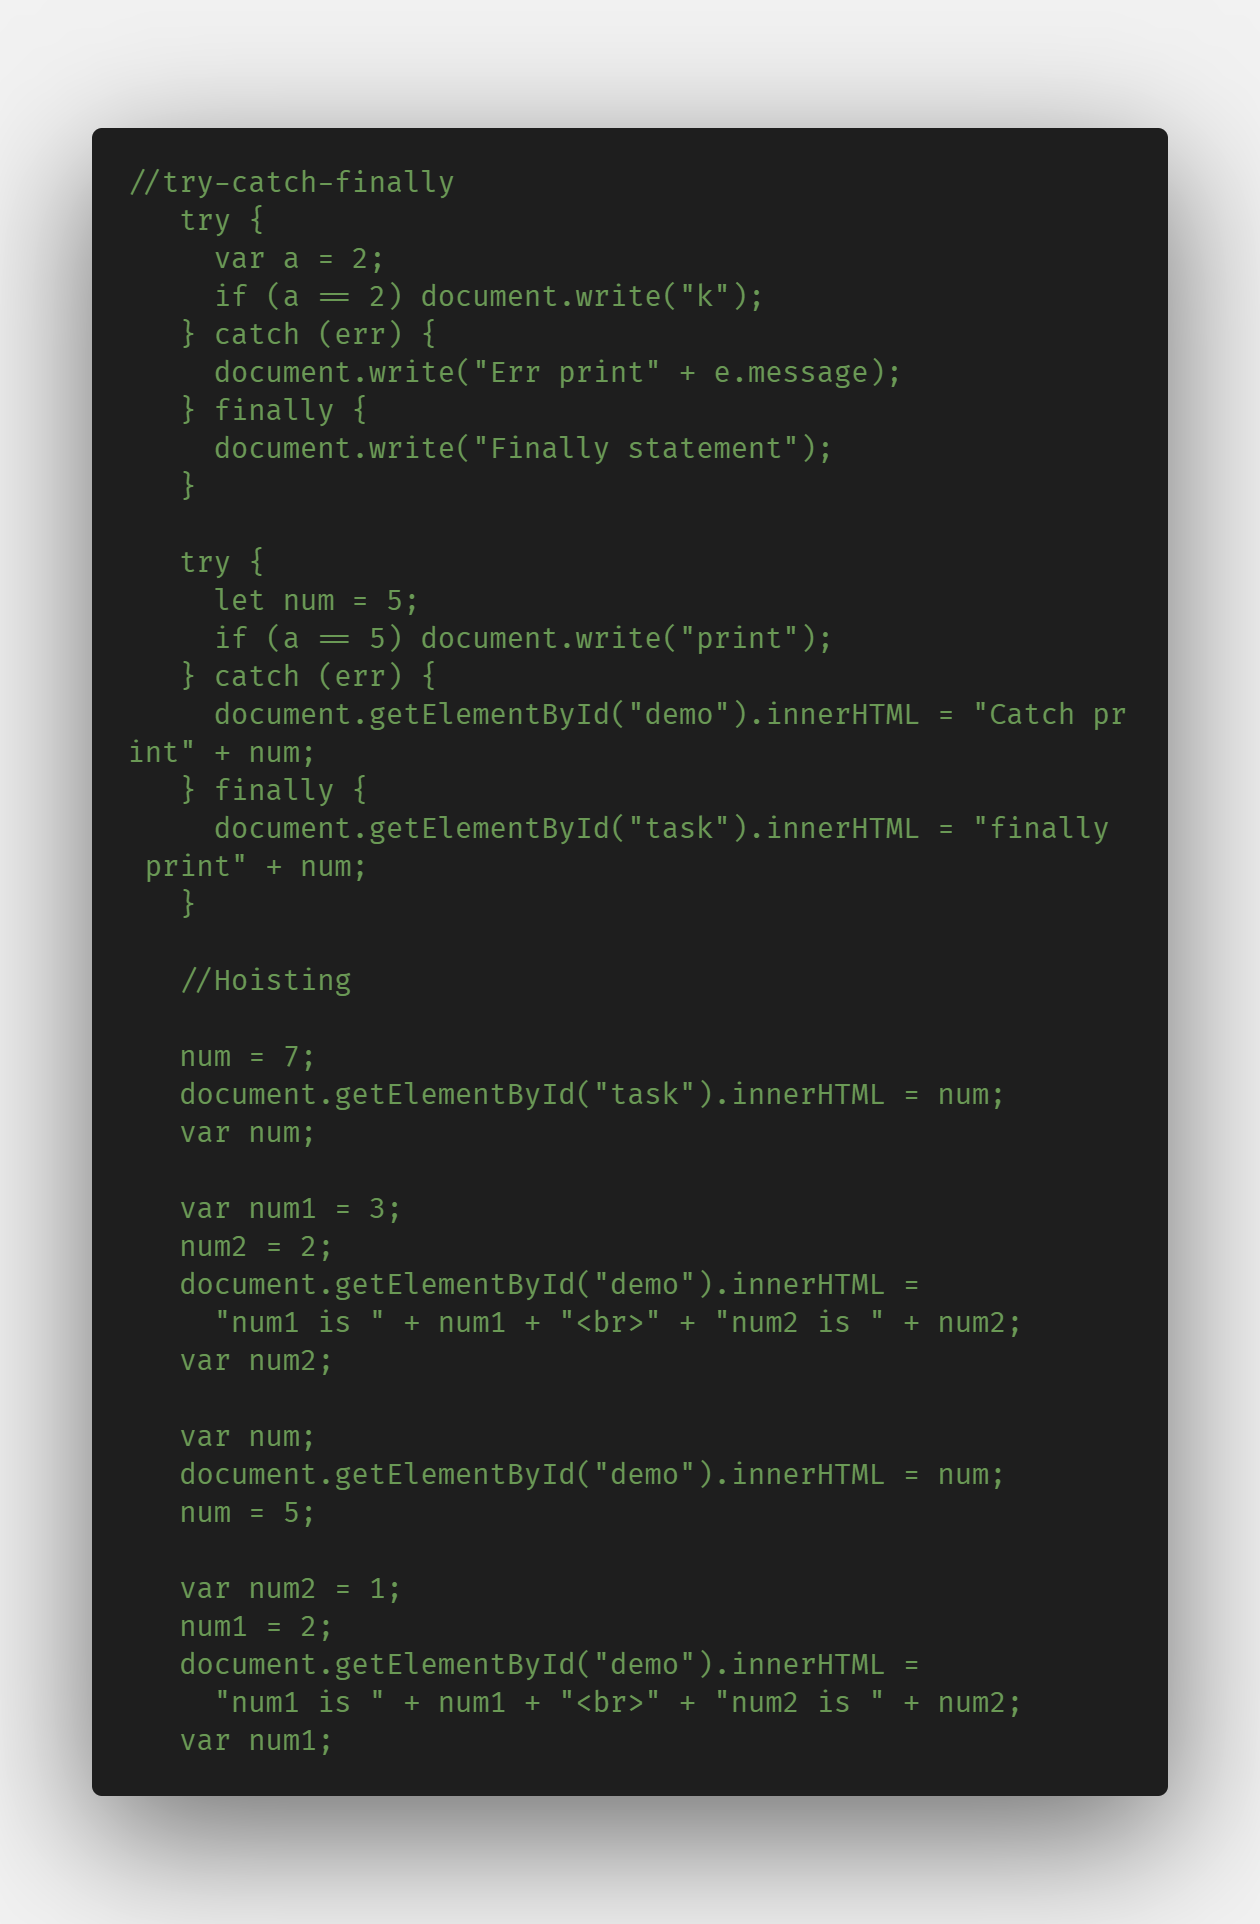 //try-catch-finally
try {
var a = 2;
if (a == 2) document.write("k");
} catch (err) {
document.write("Err print" + e.message);
} finally {
document.write("Finally statement");
}
try {
let num = 5;
if (a == 5) document.write("print");
} catch (err) {
document.getElementById("demo").innerHTML = "Catch pr
int" + num;
} finally {
document.getElementById("task").innerHTML = "finally
print" + num;
}
//Hoisting
num = 7;
document.getElementById("task").innerHTML = num;
var num;
var num1 = 3;
num2 = 2;
document.getElementById("demo").innerHTML =
"num1 is " + num1 + "<br>" + "num2 is " + num2;
var num2;
var num;
document.getElementById("demo").innerHTML = num;
num = 5;
var num2 = 1;
num1 = 2;
document.getElementById("demo").innerHTML =
"num1 is " + num1 + "<br>" + "num2 is " + num2;
var num1;